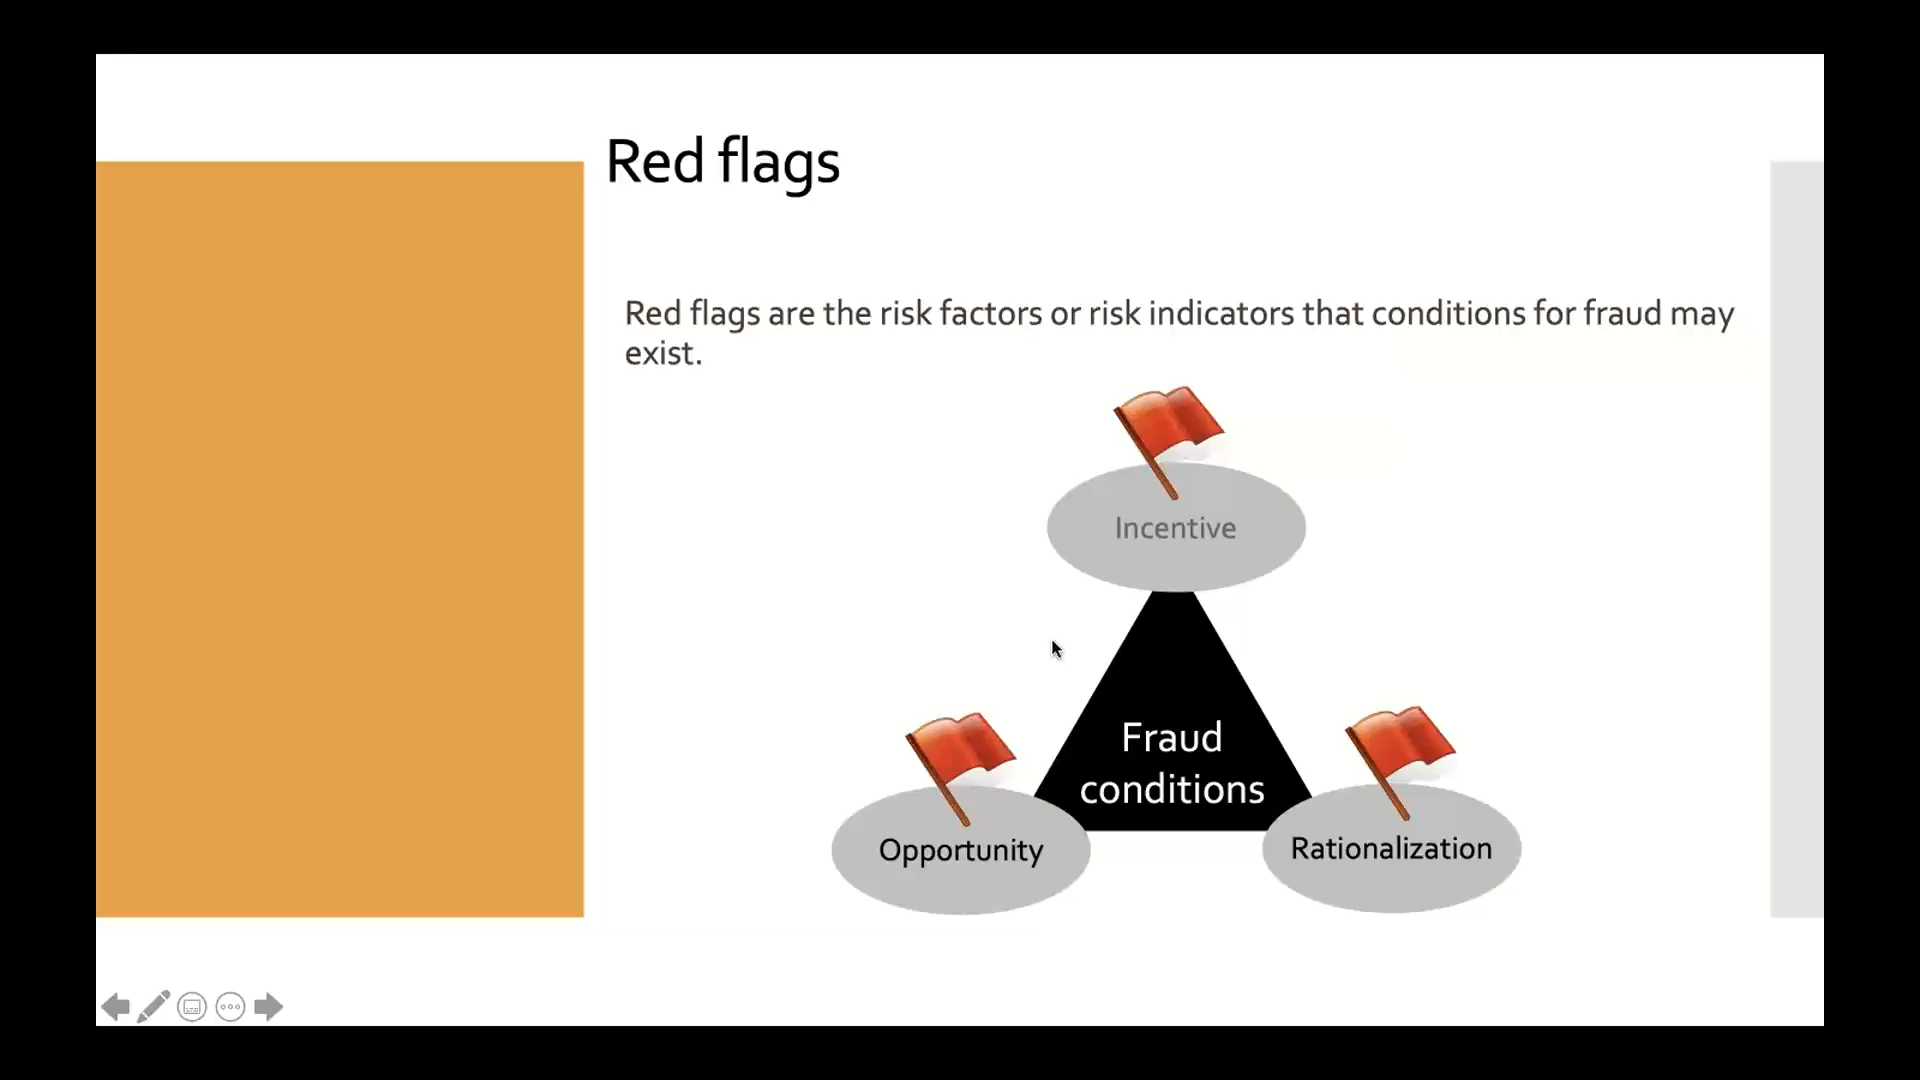 Red flags
Red flags are the risk factors or risk indicators that conditions for fraud may
exist.
Incentive
Fraud
conditions
Opportunity
Rationalization